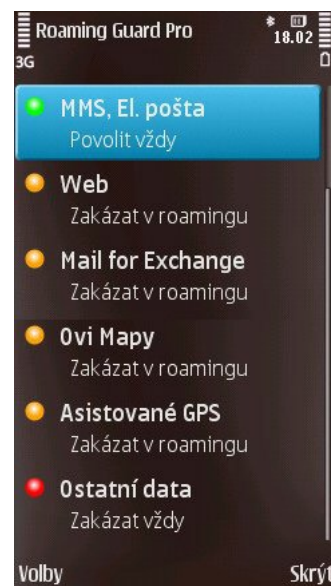 Roaming Guard Pro
18.02
3G
MMS, El. pošta
Povolit vždy
Web
Zakázat v roamingu
Mail for Exchange
Zakázat v roamingu
Ovi Mapy
Zakázat v roamingu
Asistované GPS
Zakázat v roamingu
Ostatní data
Zakázat vždy
Volby
Skrýt